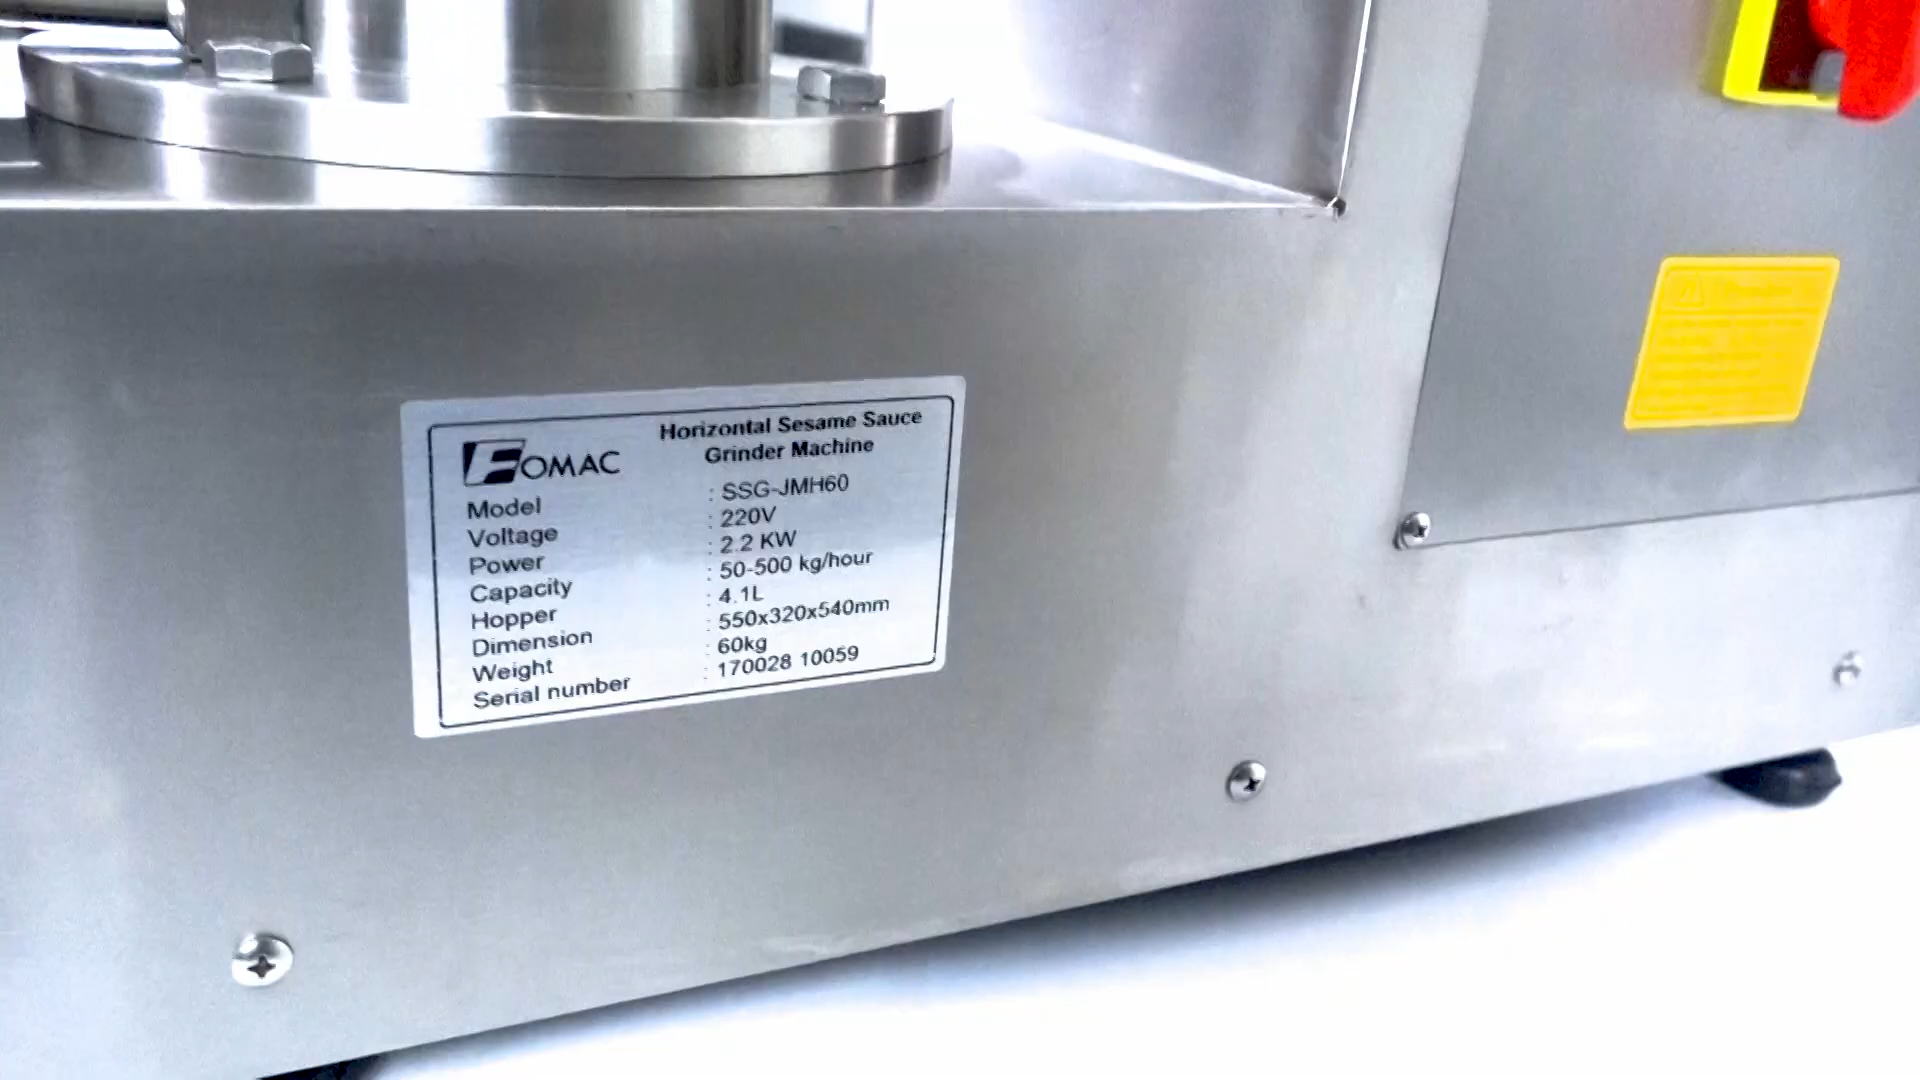 FOMAC
Horizontal Sesame Sauce
Grinder Machine
Model : SSG-JMH60
Voltage : 220V
Power : 2.2 KW
Capacity : 50-500 kg/hour
Hopper : 4.1L
Dimension : 550x320x540mm
Weight : 60kg
Serial number : 170028 10059